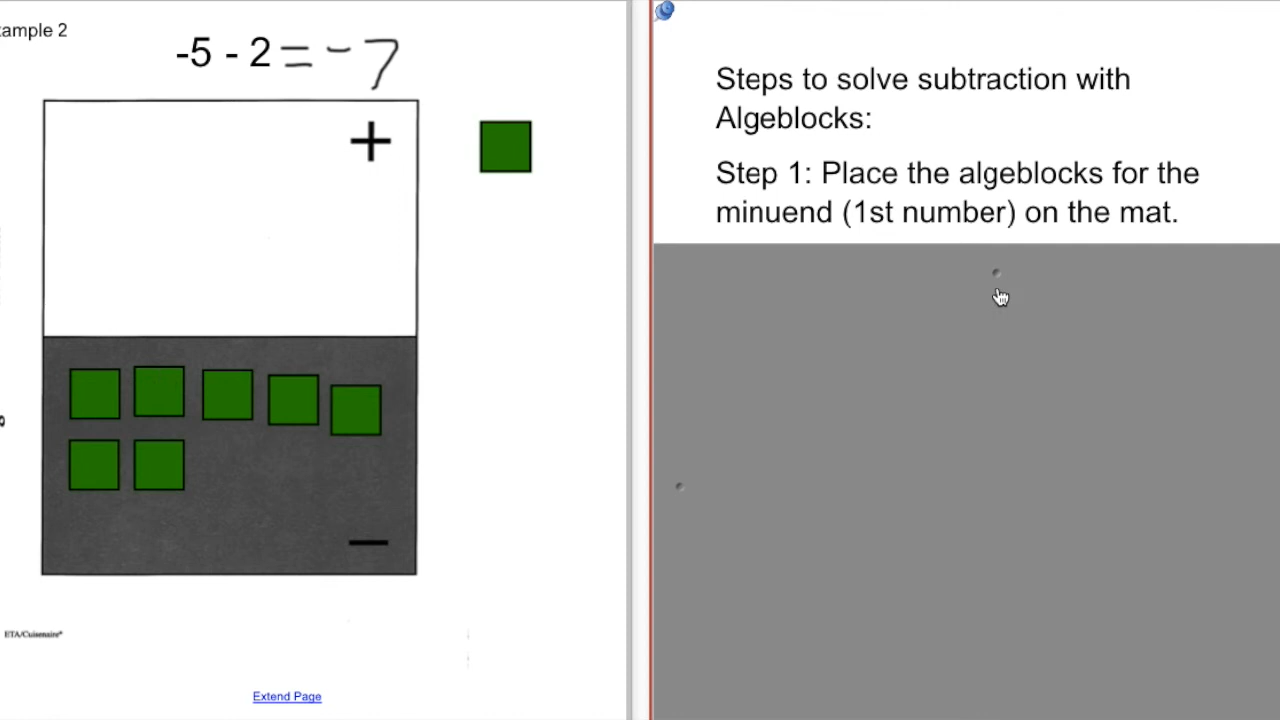 ample 2
-5 - 2 = -7
+
—
ETA/Cuisenaire®
Extend Page
Steps to solve subtraction with
Algeblocks:
Step 1: Place the algeblocks for the
minuend (1st number) on the mat.